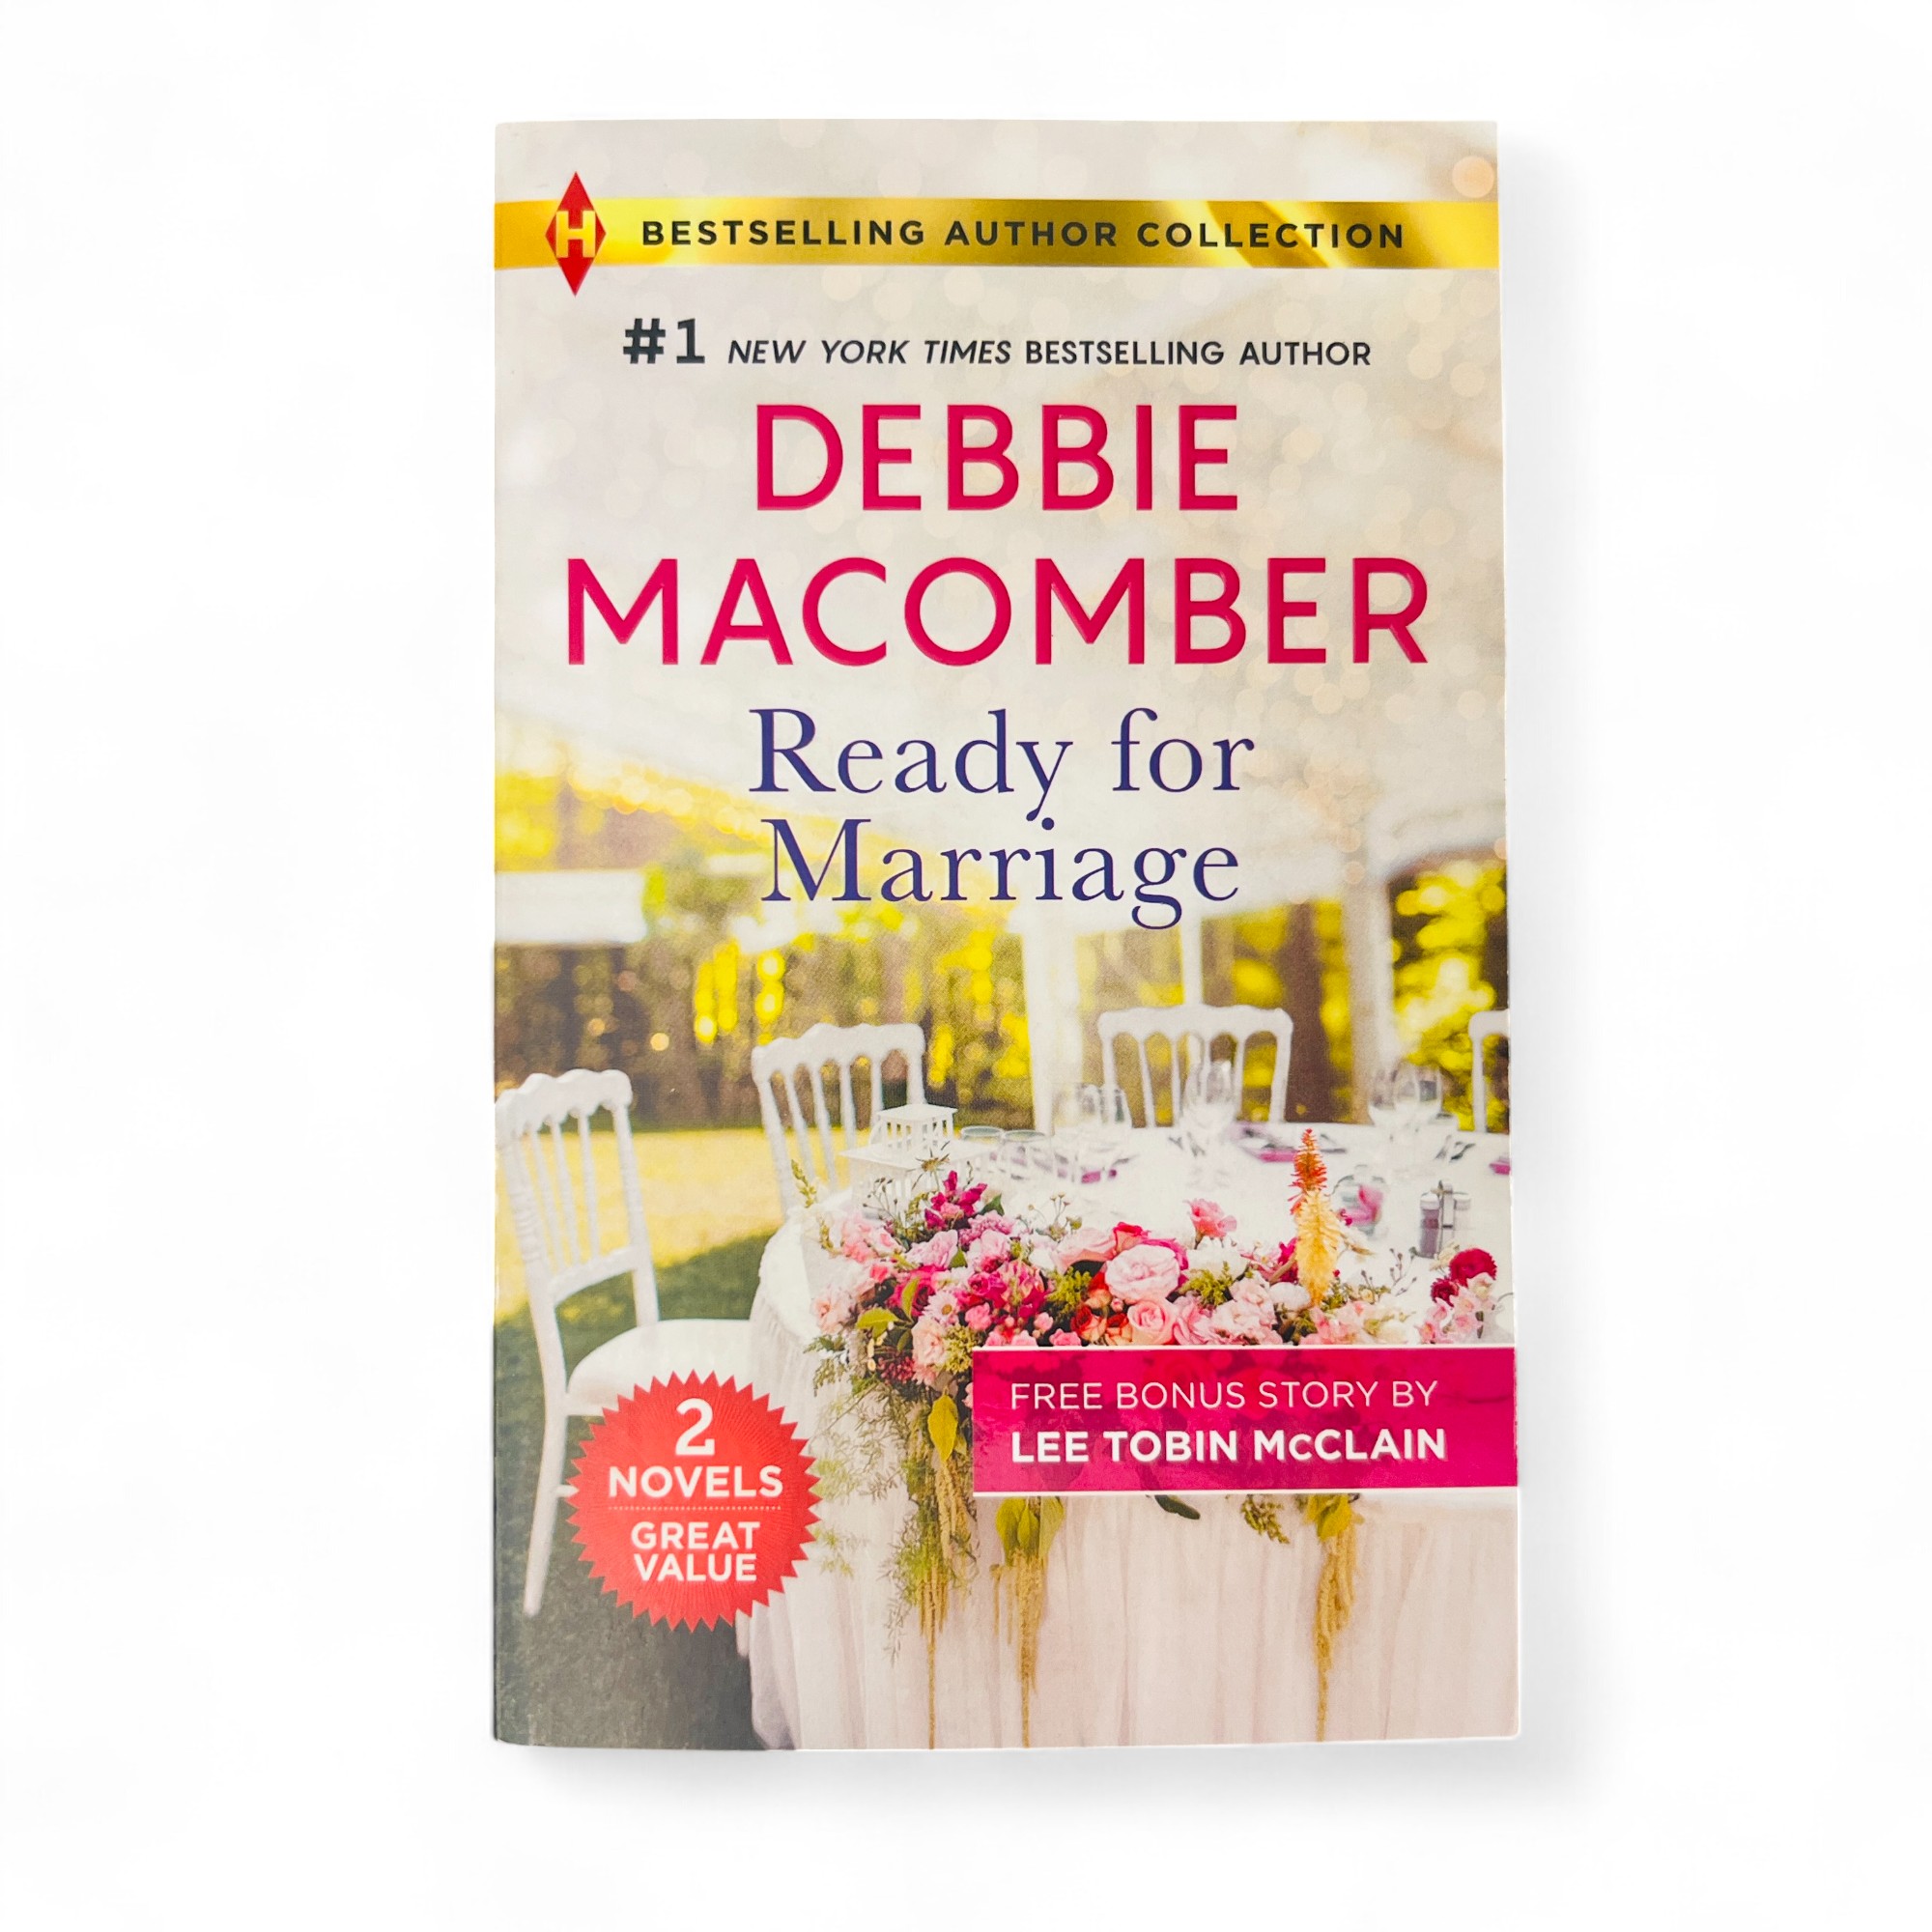 H BESTSELLING AUTHOR COLLECTION
#1 NEW YORK TIMES BESTSELLING AUTHOR
DEBBIE
MACOMBER
Ready for
Marriage
FREE BONUS STORY BY
LEE TOBIN McCLAIN
2
NOVELS
GREAT
VALUE